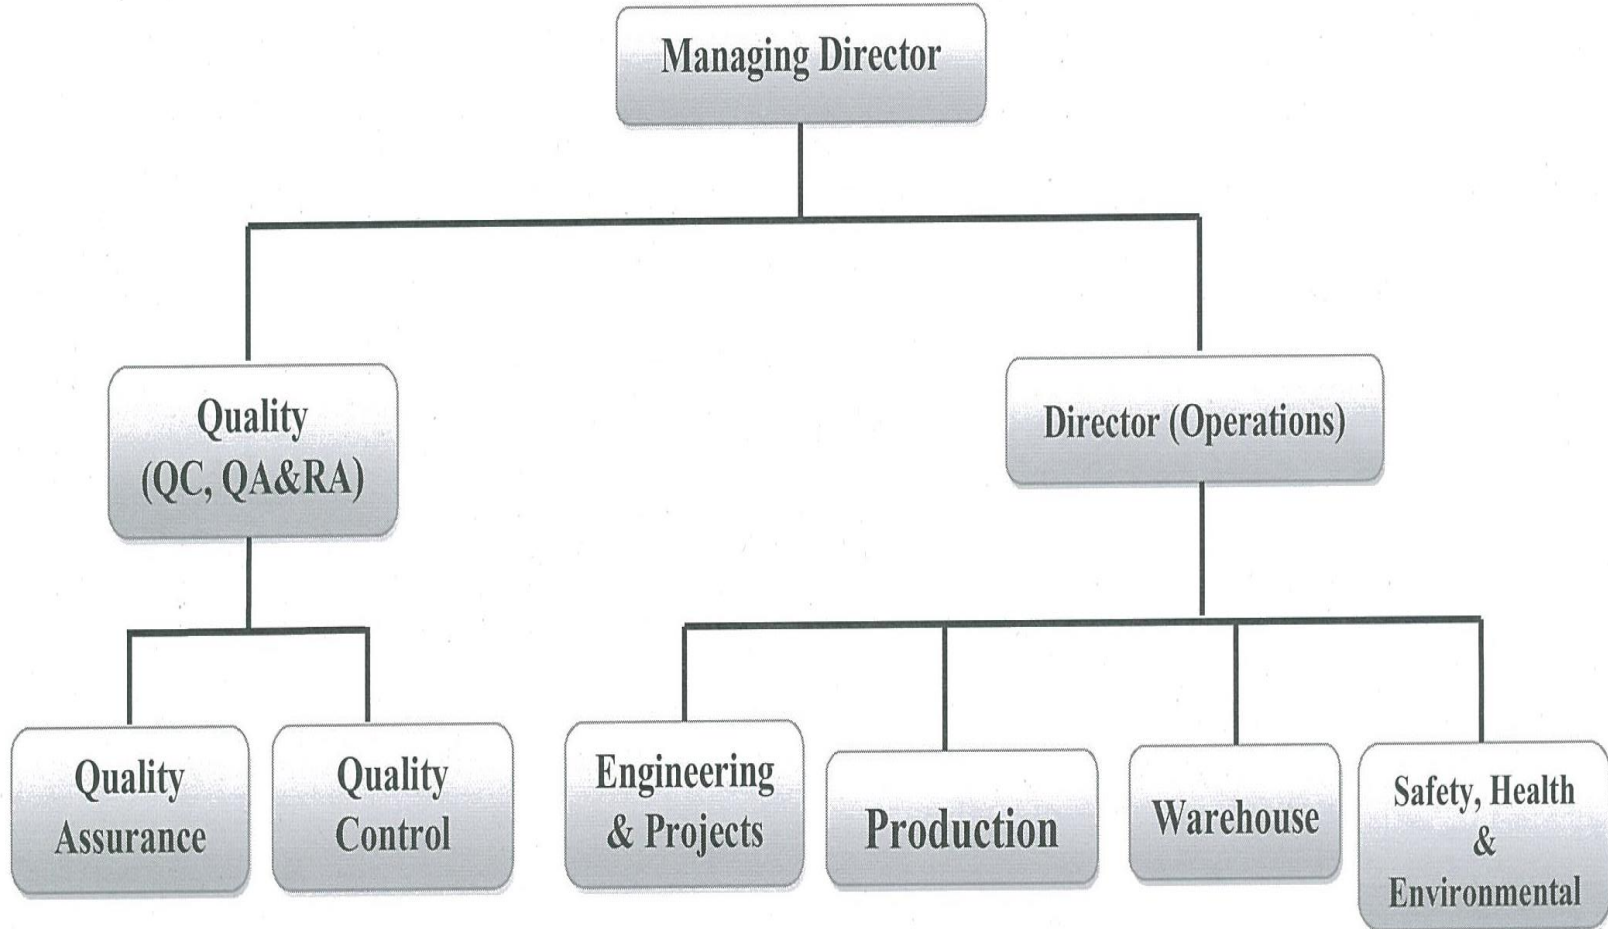 Managing Director
Quality
(QC, QA&RA)
Director (Operations)
Quality
Assurance
Quality
Control
Engineering
& Projects
Production
Warehouse
Safety, Health
&
Environmental